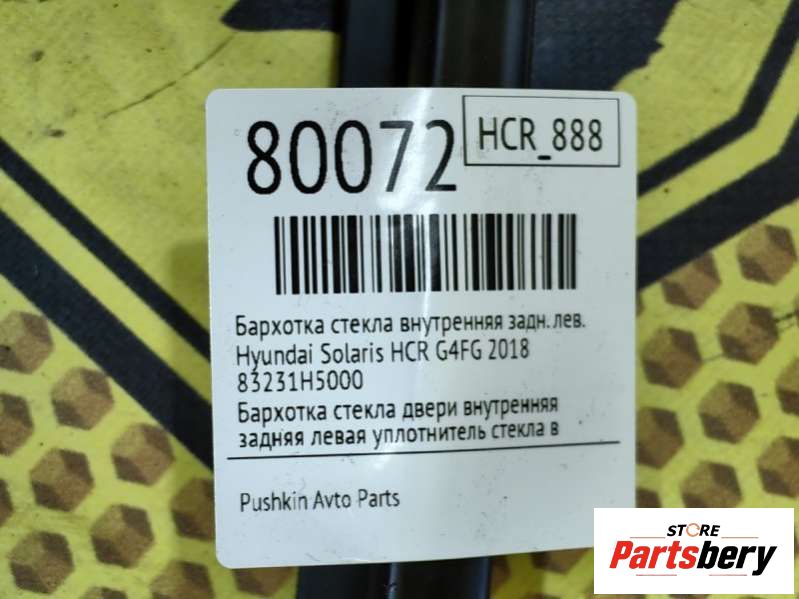 80072
HCR_888
Бархотка стекла внутренняя задн. лев.
Hyundai Solaris HCR G4FG 2018
83231H5000
Бархотка стекла двери внутренняя
задняя левая уплотнитель стекла в
Pushkin Avto Parts
STORE
Partsbery